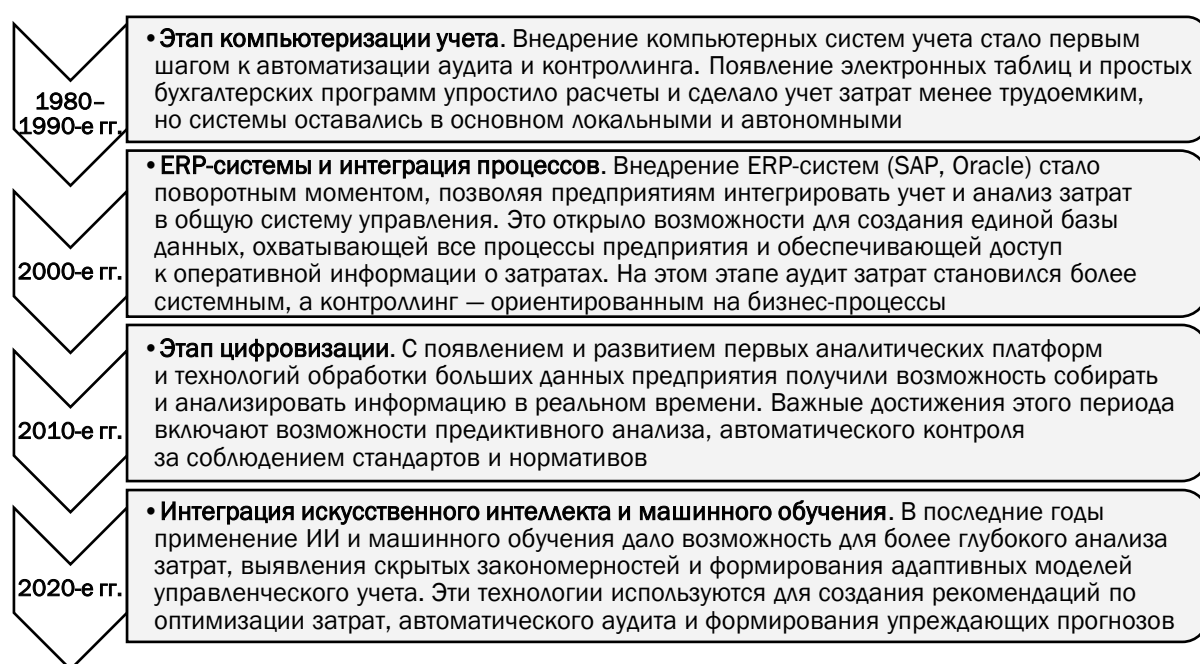 1980–
1990-е гг.
• Этап компьютеризации учета. Внедрение компьютерных систем учета стало первым
шагом к автоматизации аудита и контроллинга. Появление электронных таблиц и простых
бухгалтерских программ упростило расчеты и сделало учет затрат менее трудоемким,
но системы оставались в основном локальными и автономными
2000-е гг.
• ERP-системы и интеграция процессов. Внедрение ERP-систем (SAP, Oracle) стало
поворотным моментом, позволяя предприятиям интегрировать учет и анализ затрат
в общую систему управления. Это открыло возможности для создания единой базы
данных, охватывающей все процессы предприятия и обеспечивающей доступ
к оперативной информации о затратах. На этом этапе аудит затрат становился более
системным, а контроллинг — ориентированным на бизнес-процессы
2010-е гг.
• Этап цифровизации. С появлением и развитием первых аналитических платформ
и технологий обработки больших данных предприятия получили возможность собирать
и анализировать информацию в реальном времени. Важные достижения этого периода
включают возможности предиктивного анализа, автоматического контроля
за соблюдением стандартов и нормативов
2020-е гг.
• Интеграция искусственного интеллекта и машинного обучения. В последние годы
применение ИИ и машинного обучения дало возможность для более глубокого анализа
затрат, выявления скрытых закономерностей и формирования адаптивных моделей
управленческого учета. Эти технологии используются для создания рекомендаций по
оптимизации затрат, автоматического аудита и формирования упреждающих прогнозов